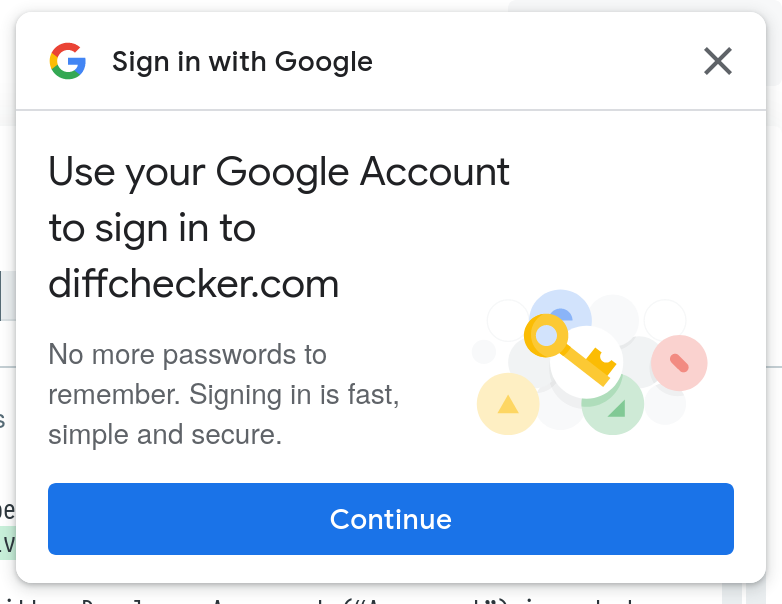 Sign in with Google
Use your Google Account
to sign in to
diffchecker.com
No more passwords to
remember. Signing in is fast,
simple and secure.
Continue